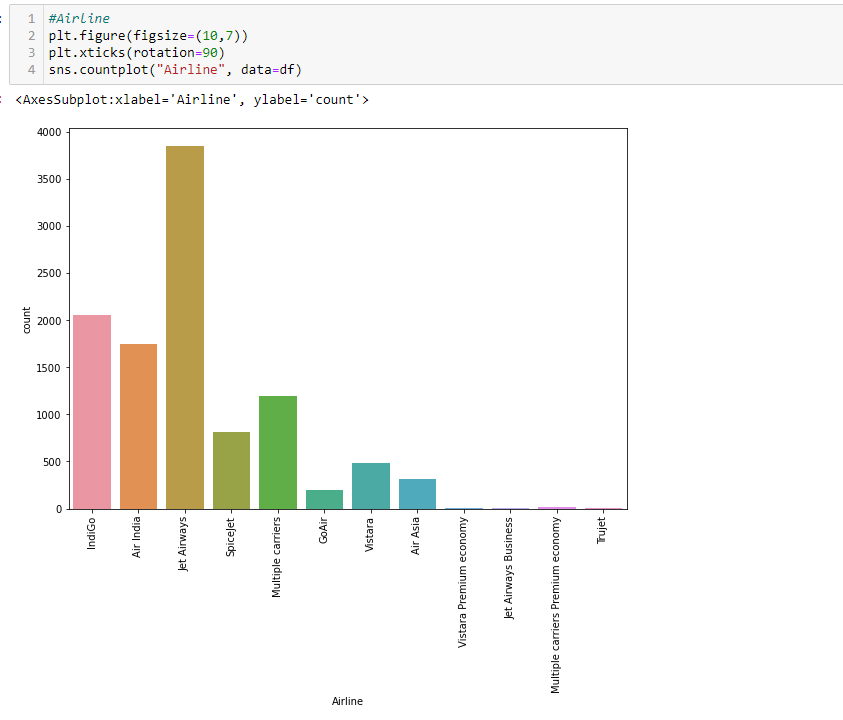 1 #Airline
2 plt.figure(figsize=(10,7))
3 plt.xticks(rotation=90)
4 sns.countplot("Airline", data=df)
<AxesSubplot:xlabel='Airline', ylabel='count'>
4000
3500
3000
2500
2000
1500
1000
500
0
count
IndiGo
Air India
Jet Airways
SpiceJet
Multiple carriers
GoAir
Vistara
Air Asia
Vistara Premium economy
Jet Airways Business
Multiple carriers Premium economy
Trujet
Airline